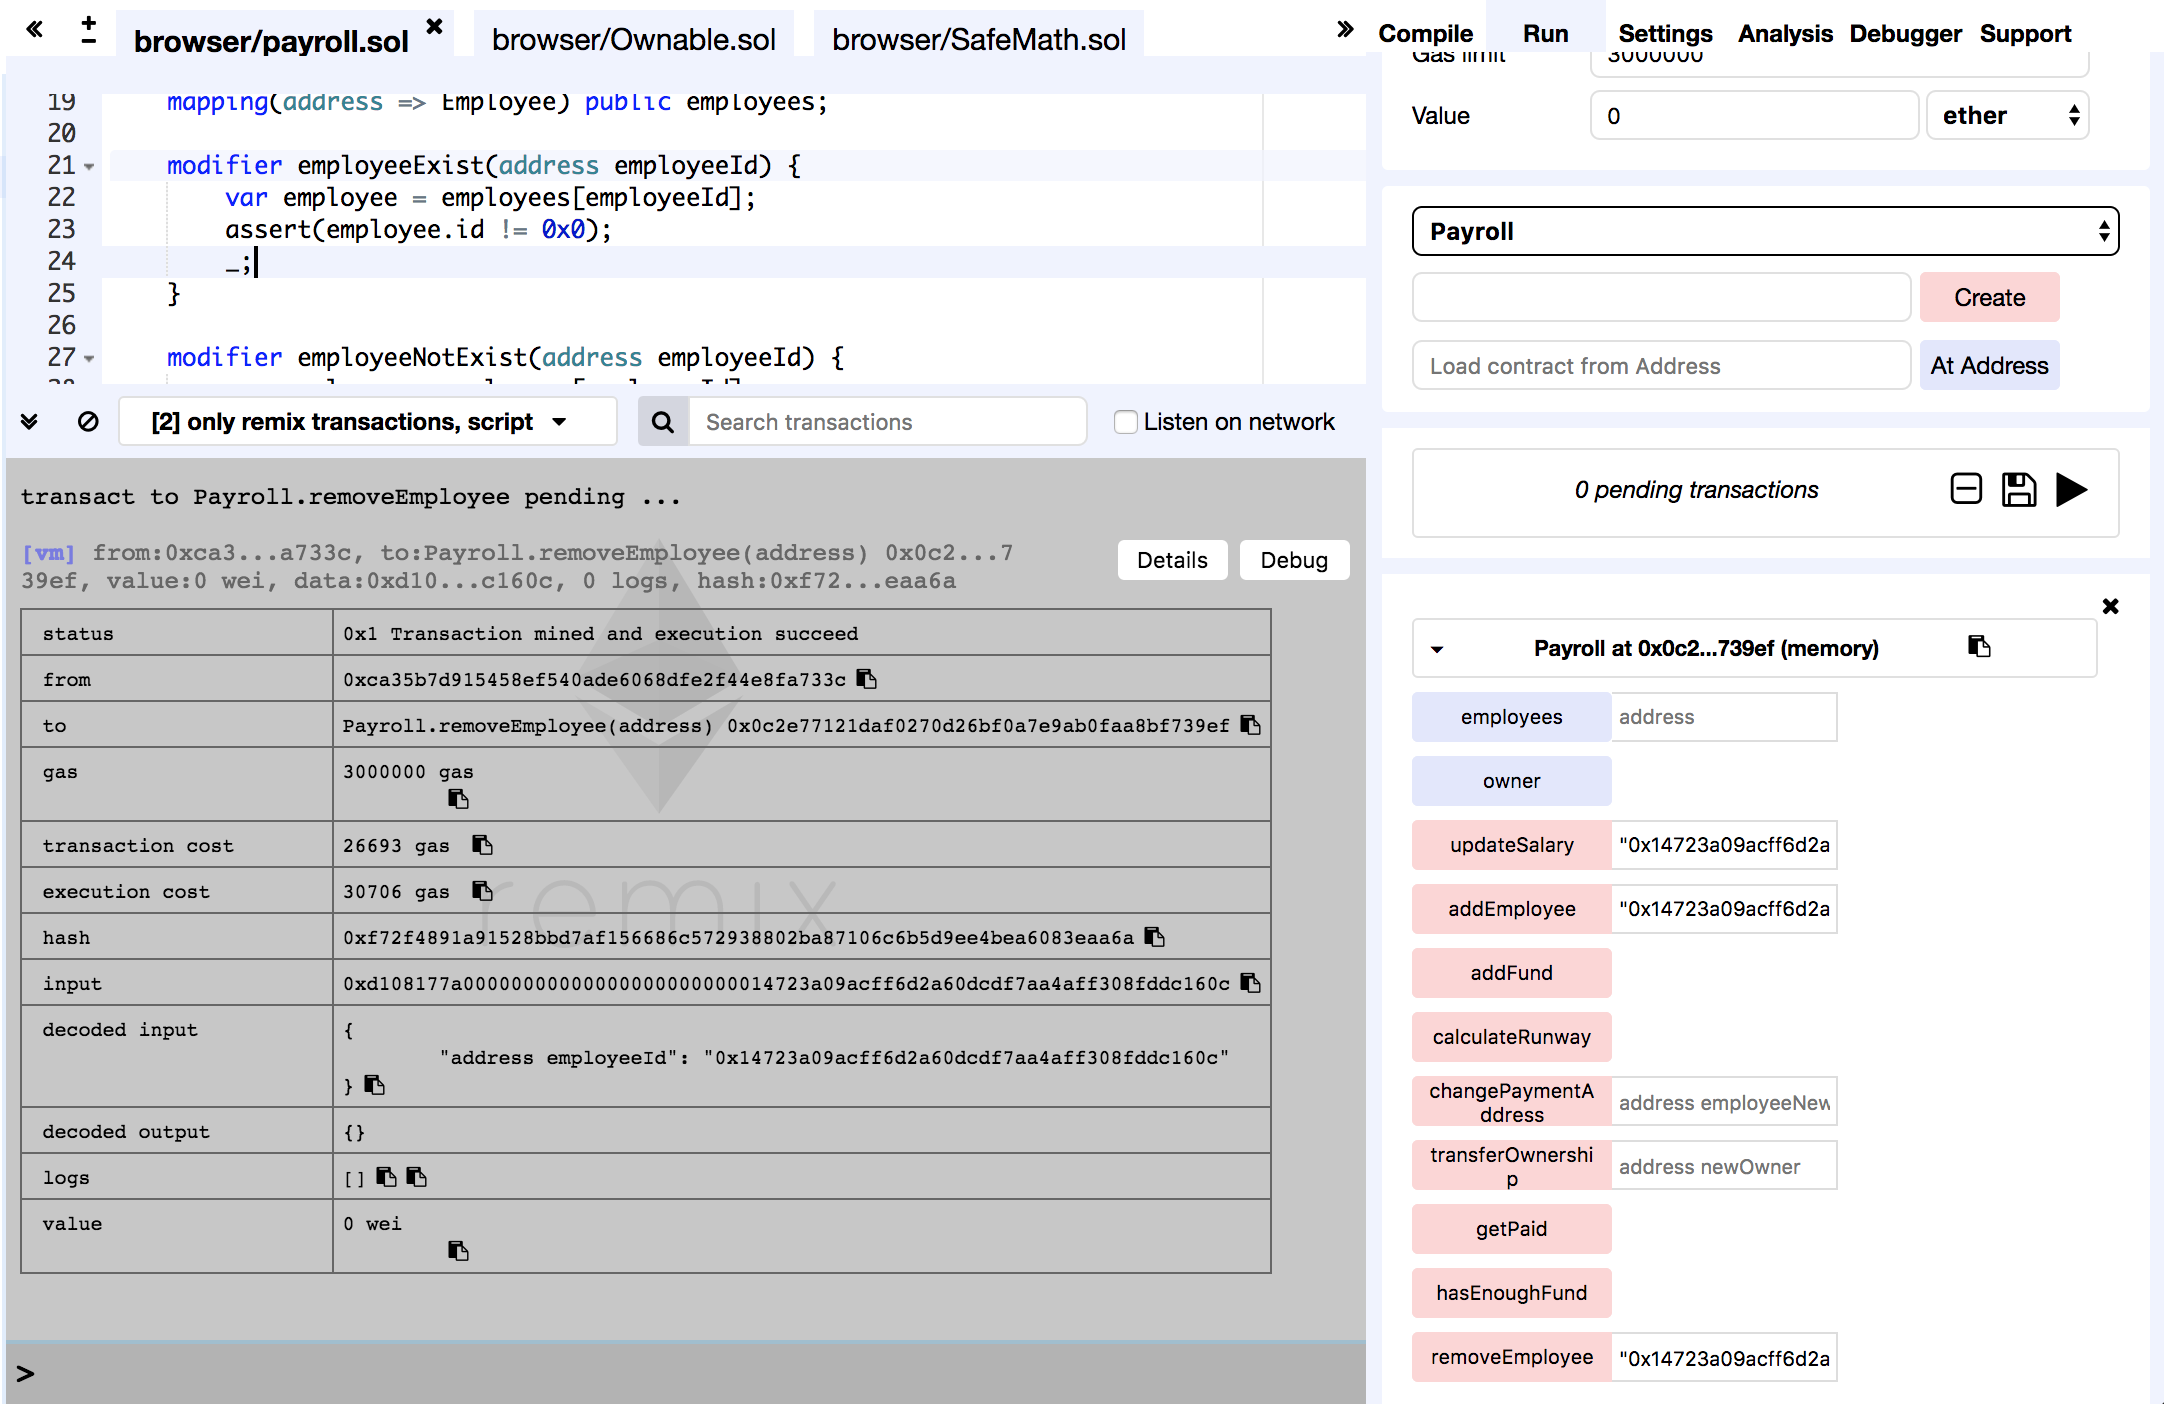 browser/payroll.sol
browser/Ownable.sol
browser/SafeMath.sol
19 mapping(address => Employee) public employees;
20
21 modifier employeeExist(address employeeId) {
22 var employee = employees[employeeId];
23 assert(employee.id != 0x0);
24 _;
25 }
26
27 modifier employeeNotExist(address employeeId) {
[2] only remix transactions, script
Search transactions
Listen on network
transact to Payroll.removeEmployee pending ...
[vm] from:0xca3...a733c, to:Payroll.removeEmployee(address) 0x0c2...7
39ef, value:0 wei, data:0xd10...c160c, 0 logs, hash:0xf72...eaa6a
Details
Debug
status 0x1 Transaction mined and execution succeed
from 0xca35b7d915458ef540ade6068dfe2f44e8fa733c
to Payroll.removeEmployee(address) 0x0c2e77121daf0270d26bf0a7e9ab0faa8bf739ef
gas 3000000 gas
transaction cost 26693 gas
execution cost 30706 gas
hash 0xf72f4891a91528bbd7af156686c572938802ba87106c6b5d9ee4bea6083eaa6a
input 0xd108177a00000000000000000000000014723a09acff6d2a60dcdf7aa4aff308fddc160c
decoded input {
"address employeeId": "0x14723a09acff6d2a60dcdf7aa4aff308fddc160c"
}
decoded output {}
logs []
value 0 wei
remix
>
Compile
Run
Settings
Analysis
Debugger
Support
Gas limit 3000000
Value 0 ether
Payroll
Create
Load contract from Address At Address
0 pending transactions
Payroll at 0x0c2...739ef (memory)
employees address
owner
updateSalary "0x14723a09acff6d2a
addEmployee "0x14723a09acff6d2a
addFund
calculateRunway
changePaymentA
ddress
address employeeNew
transferOwnershi
p
address newOwner
getPaid
hasEnoughFund
removeEmployee "0x14723a09acff6d2a